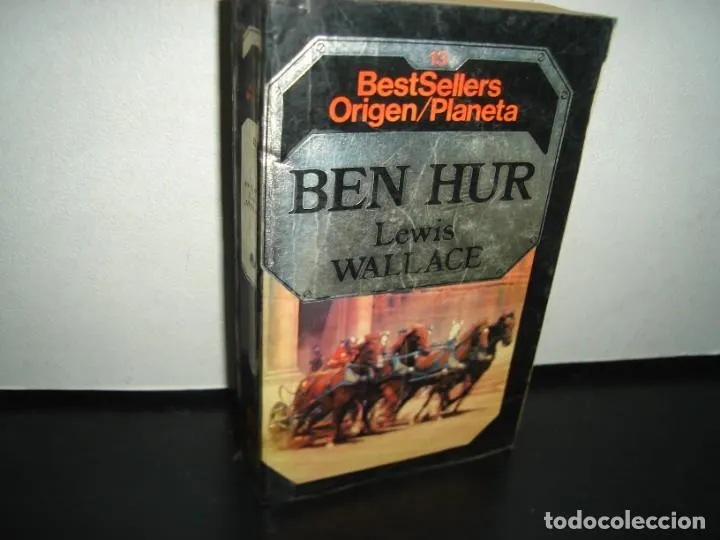 13
BestSellers
Origen/Planeta
BEN HUR
Lewis
WALLACE
todocoleccion